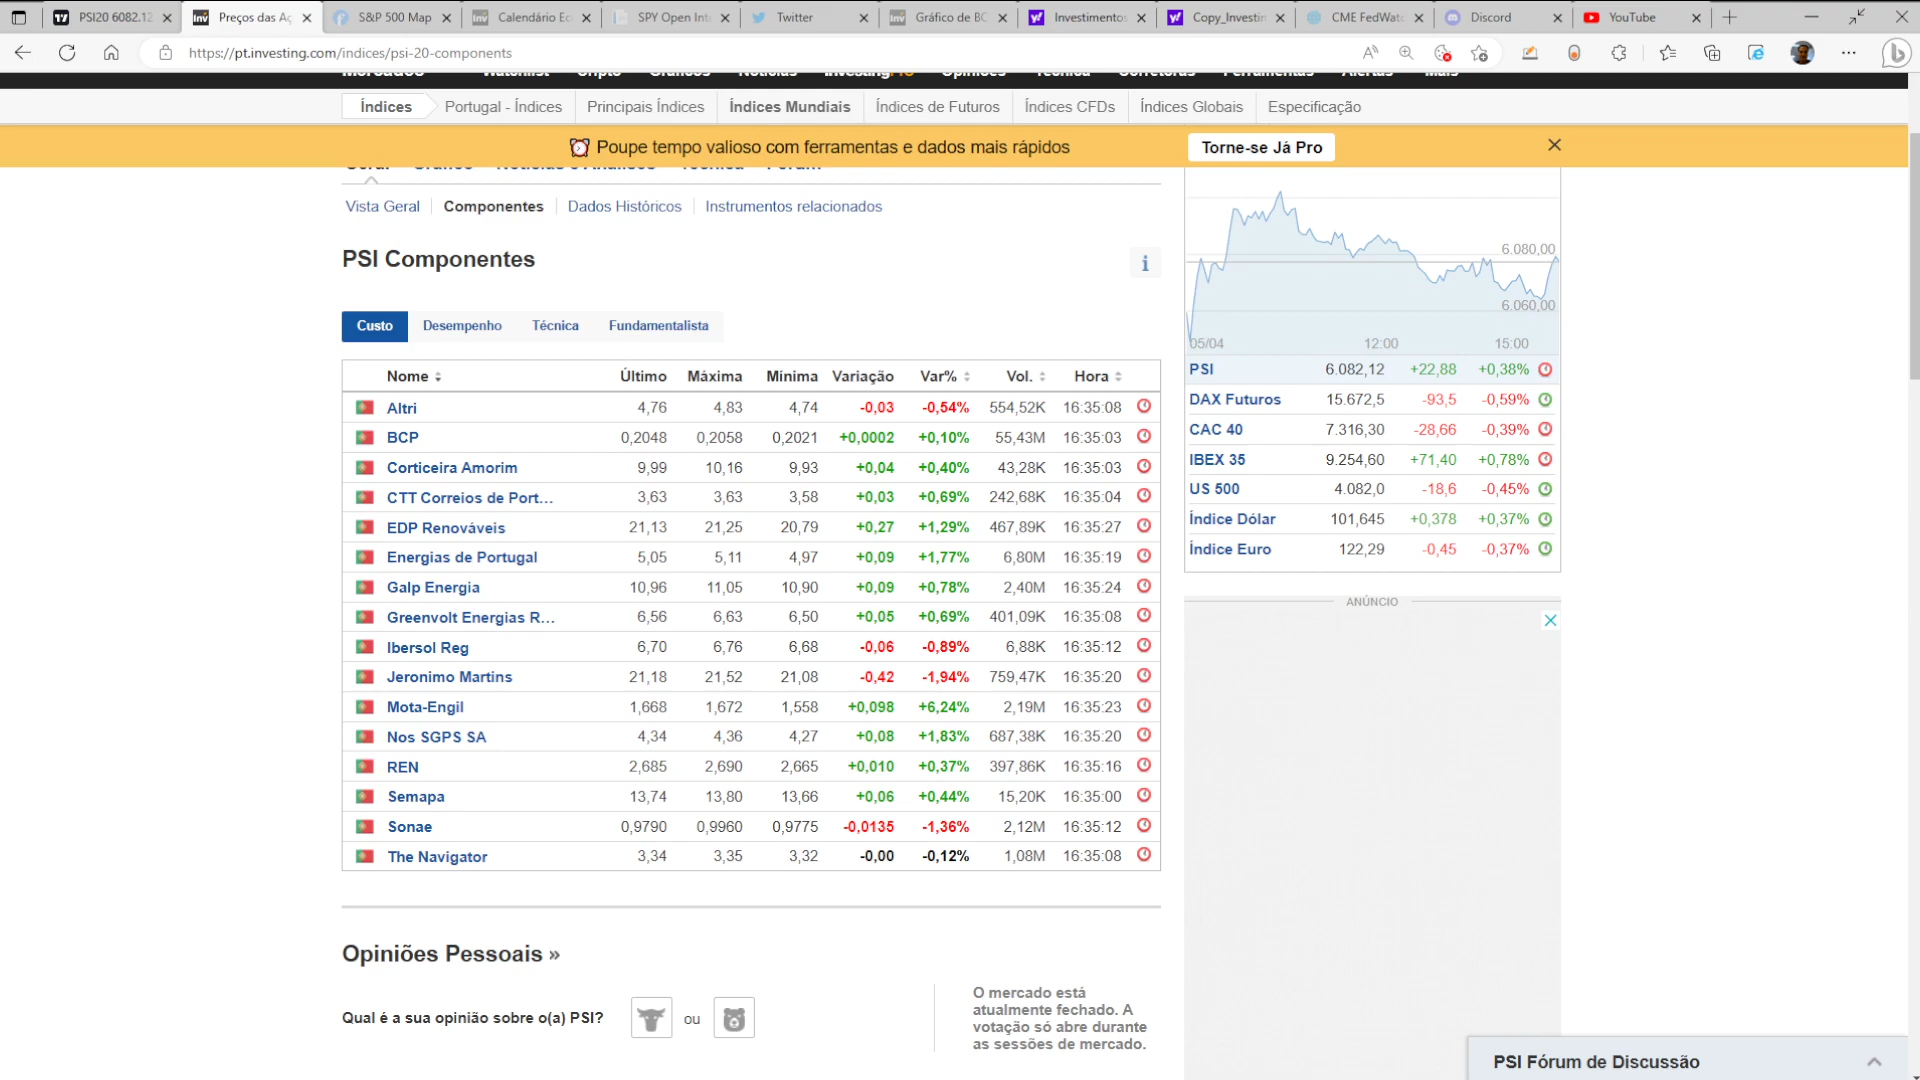 PSI20 6082.12
Preços das Aç
S&P 500 Map
Calendário Ec
SPY Open Int
Twitter
Gráfico de BC
Investimentos
Copy_Investin
CME FedWatc
Discord
YouTube
https://pt.investing.com/indices/psi-20-components
Mercados Watchlist Cripto Gráficos Notícias InvestingPro Opiniões Técnica Corretoras Ferramentas Alertas Mais
Índices Portugal - Índices Principais Índices Índices Mundiais Índices de Futuros Índices CFDs Índices Globais Especificação
Poupe tempo valioso com ferramentas e dados mais rápidos Torne-se Já Pro
Geral Gráfico Notícias e Análises Técnica Fórum
Vista Geral Componentes Dados Históricos Instrumentos relacionados
PSI Componentes
i
Custo Desempenho Técnica Fundamentalista
Nome Último Máxima Minima Variação Var% Vol. Hora
Altri 4,76 4,83 4,74 -0,03 -0,54% 554,52K 16:35:08
BCP 0,2048 0,2058 0,2021 +0,0002 +0,10% 55,43M 16:35:03
Corticeira Amorim 9,99 10,16 9,93 +0,04 +0,40% 43,28K 16:35:03
CTT Correios de Port... 3,63 3,63 3,58 +0,03 +0,69% 242,68K 16:35:04
EDP Renováveis 21,13 21,25 20,79 +0,27 +1,29% 467,89K 16:35:27
Energias de Portugal 5,05 5,11 4,97 +0,09 +1,77% 6,80M 16:35:19
Galp Energia 10,96 11,05 10,90 +0,09 +0,78% 2,40M 16:35:24
Greenvolt Energias R... 6,56 6,63 6,50 +0,05 +0,69% 401,09K 16:35:08
Ibersol Reg 6,70 6,76 6,68 -0,06 -0,89% 6,88K 16:35:12
Jeronimo Martins 21,18 21,52 21,08 -0,42 -1,94% 759,47K 16:35:20
Mota-Engil 1,668 1,672 1,558 +0,098 +6,24% 2,19M 16:35:23
Nos SGPS SA 4,34 4,36 4,27 +0,08 +1,83% 687,38K 16:35:20
REN 2,685 2,690 2,665 +0,010 +0,37% 397,86K 16:35:16
Semapa 13,74 13,80 13,66 +0,06 +0,44% 15,20K 16:35:00
Sonae 0,9790 0,9960 0,9775 -0,0135 -1,36% 2,12M 16:35:12
The Navigator 3,34 3,35 3,32 -0,00 -0,12% 1,08M 16:35:08
6.080,00
6.060,00
05/04 12:00 15:00
PSI 6.082,12 +22,88 +0,38%
DAX Futuros 15.672,5 -93,5 -0,59%
CAC 40 7.316,30 -28,66 -0,39%
IBEX 35 9.254,60 +71,40 +0,78%
US 500 4.082,0 -18,6 -0,45%
Índice Dólar 101,645 +0,378 +0,37%
Índice Euro 122,29 -0,45 -0,37%
ANÚNCIO
Opiniões Pessoais »
Qual é a sua opinião sobre o(a) PSI? ou
O mercado está
atualmente fechado. A
votação só abre durante
as sessões de mercado.
PSI Fórum de Discussão